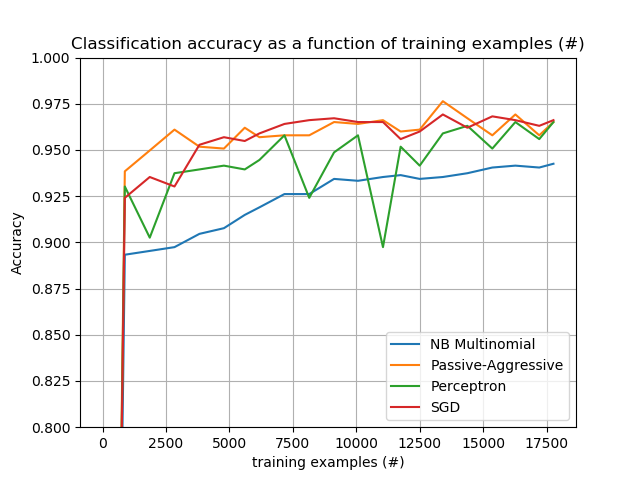 Classification accuracy as a function of training examples (#)
1.000
0.975
0.950
0.925
0.900
0.875
0.850
0.825
0.800
Accuracy
NB Multinomial
Passive-Aggressive
Perceptron
SGD
0 2500 5000 7500 10000 12500 15000 17500
training examples (#)